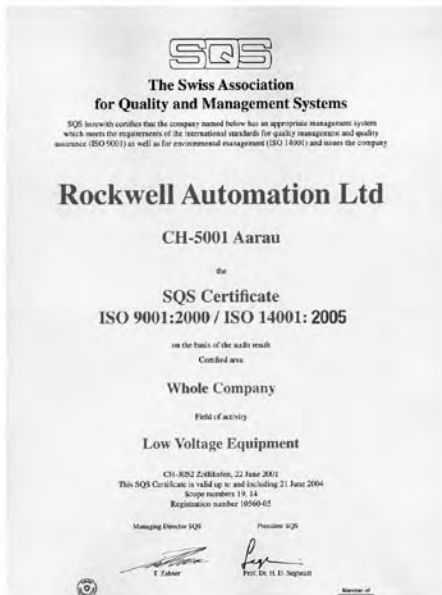 SQS
The Swiss Association
for Quality and Management Systems
SQS herewith certifies that the company named below has an appropriate management system
which meets the requirements of the international standards for quality management and quality
assurance (ISO 9001) as well as for environmental management (ISO 14001) and issues the company
Rockwell Automation Ltd
CH-5001 Aarau
the
SQS Certificate
ISO 9001:2000 / ISO 14001: 2005
on the basis of the audit result
Certified area
Whole Company
Field of activity
Low Voltage Equipment
CH-3052 Zollikofen, 22 June 2001
This SQS Certificate is valid up to and including 21 June 2004
Scope numbers 19, 14
Registration number 10560-05
Managing Director SQS President SQS
T. Zahner Prof. Dr. H. D. Seghezzi
Member of